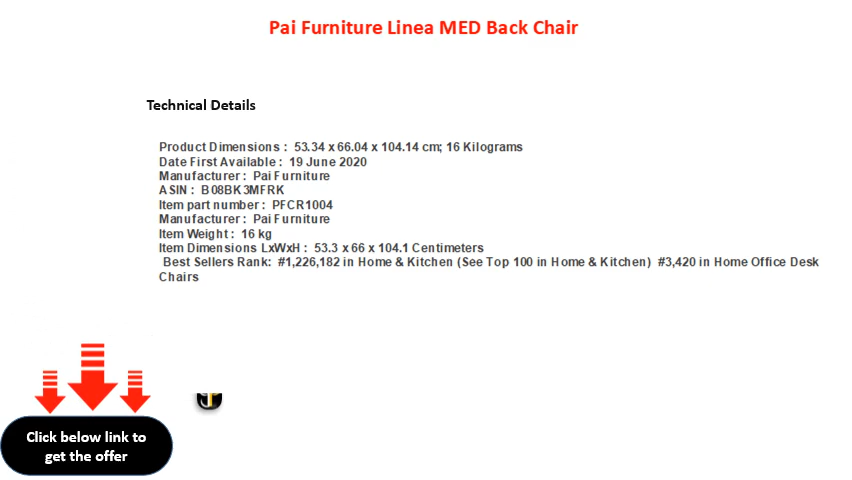 Pai Furniture Linea MED Back Chair
Technical Details
Product Dimensions : 53.34 x 66.04 x 104.14 cm; 16 Kilograms
Date First Available : 19 June 2020
Manufacturer : Pai Furniture
ASIN : B08BK3MFRK
Item part number : PFCR1004
Manufacturer : Pai Furniture
Item Weight : 16 kg
Item Dimensions LxWxH : 53.3 x 66 x 104.1 Centimeters
Best Sellers Rank: #1,226,182 in Home & Kitchen (See Top 100 in Home & Kitchen) #3,420 in Home Office Desk
Chairs
Click below link to
get the offer